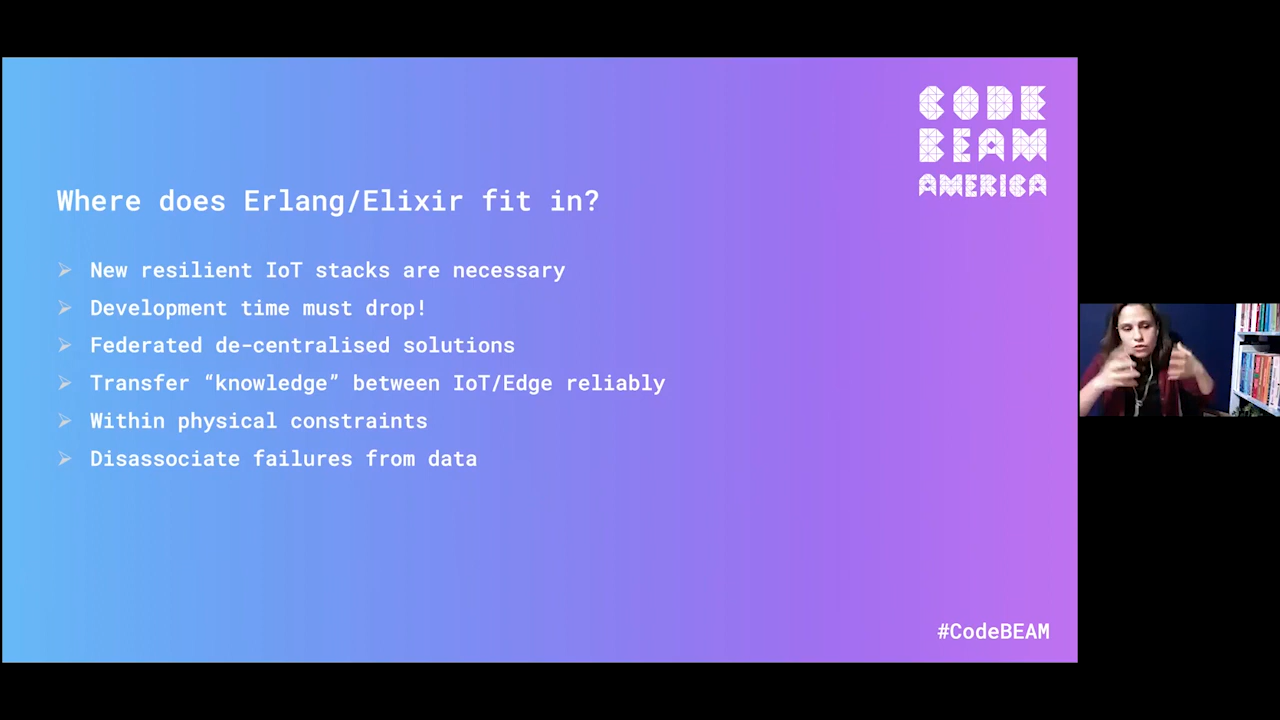 CODE
BEAM
AMERICA
Where does Erlang/Elixir fit in?
➢ New resilient IoT stacks are necessary
➢ Development time must drop!
➢ Federated de-centralised solutions
➢ Transfer “knowledge” between IoT/Edge reliably
➢ Within physical constraints
➢ Disassociate failures from data
#CodeBEAM